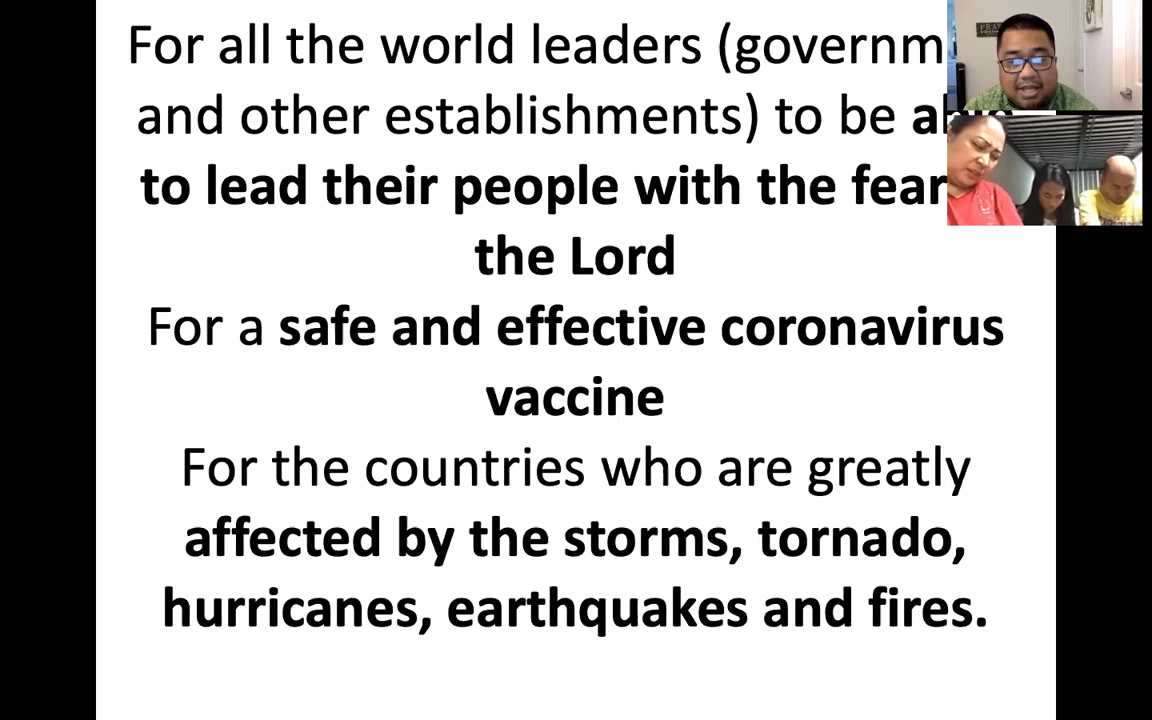 For all the world leaders (governm
and other establishments) to be
to lead their people with the fear
the Lord
For a safe and effective coronavirus
vaccine
For the countries who are greatly
affected by the storms, tornado,
hurricanes, earthquakes and fires.